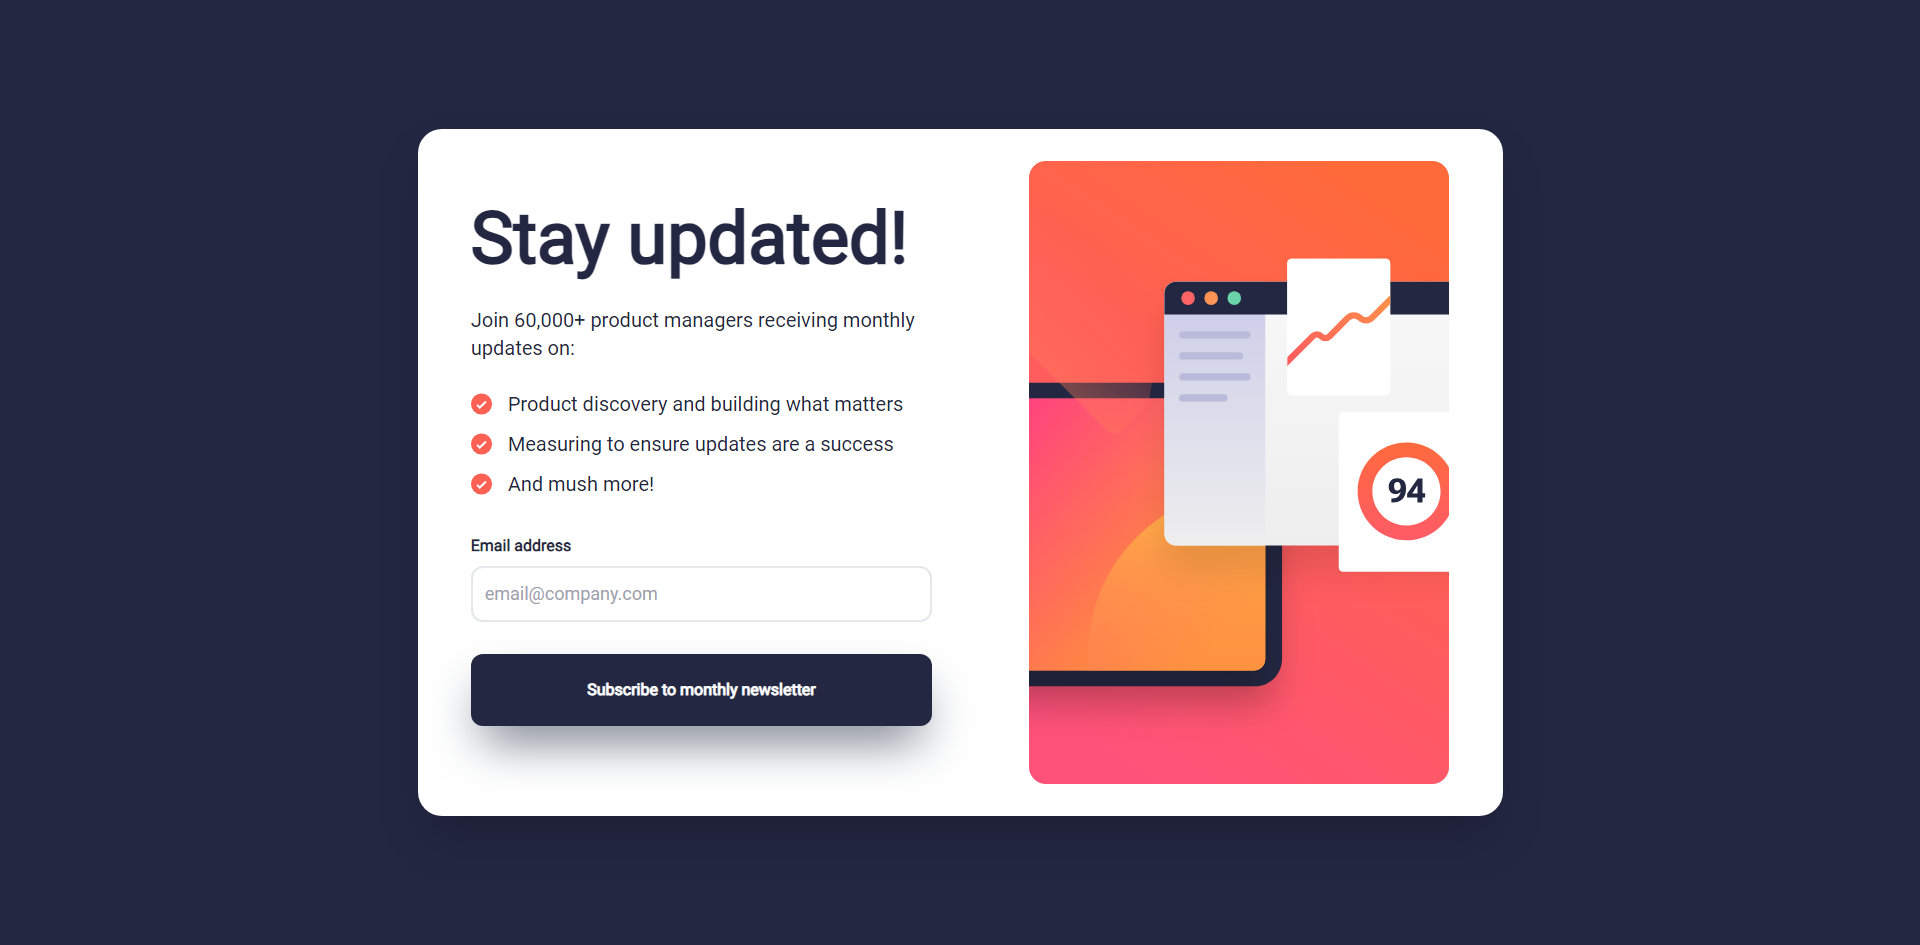 Stay updated!
Join 60,000+ product managers receiving monthly
updates on:
Product discovery and building what matters
Measuring to ensure updates are a success
And mush more!
Email address
email@company.com
Subscribe to monthly newsletter
94